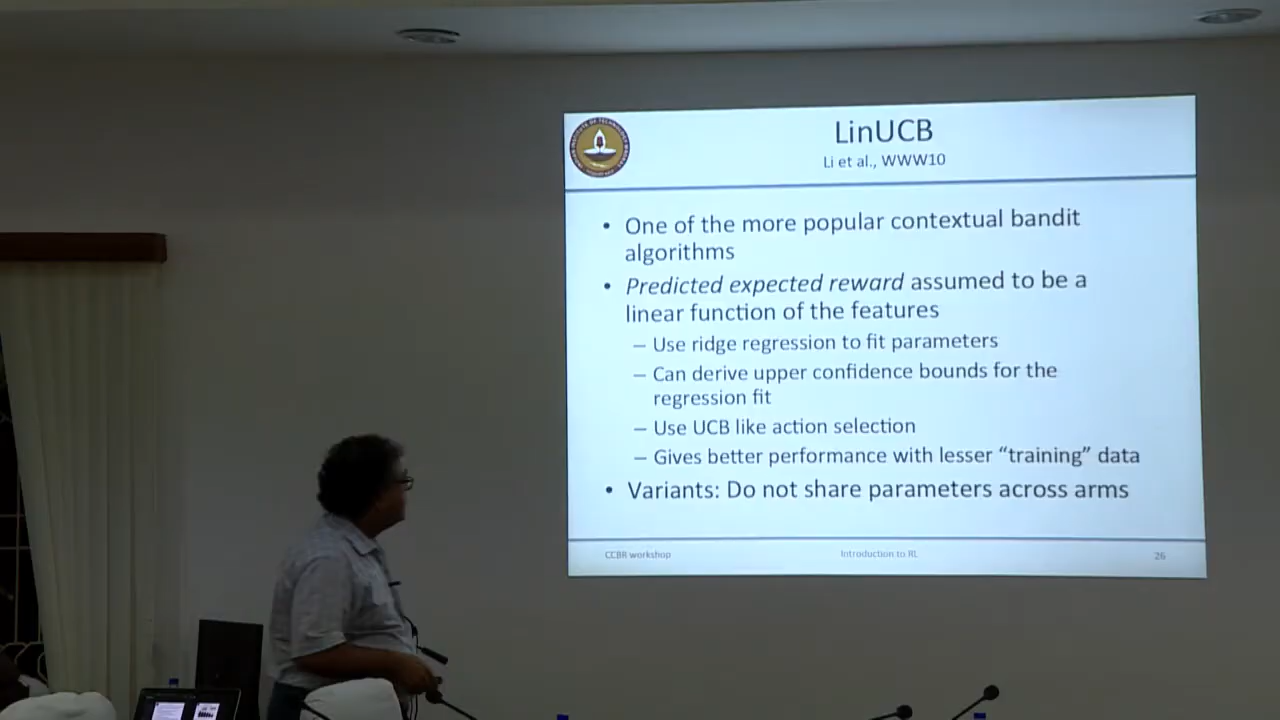 LinUCB
Li et al., WWW10
• One of the more popular contextual bandit
algorithms
• Predicted expected reward assumed to be a
linear function of the features
– Use ridge regression to fit parameters
– Can derive upper confidence bounds for the
regression fit
– Use UCB like action selection
– Gives better performance with lesser “training” data
• Variants: Do not share parameters across arms
CCBR workshop
Introduction to RL
26